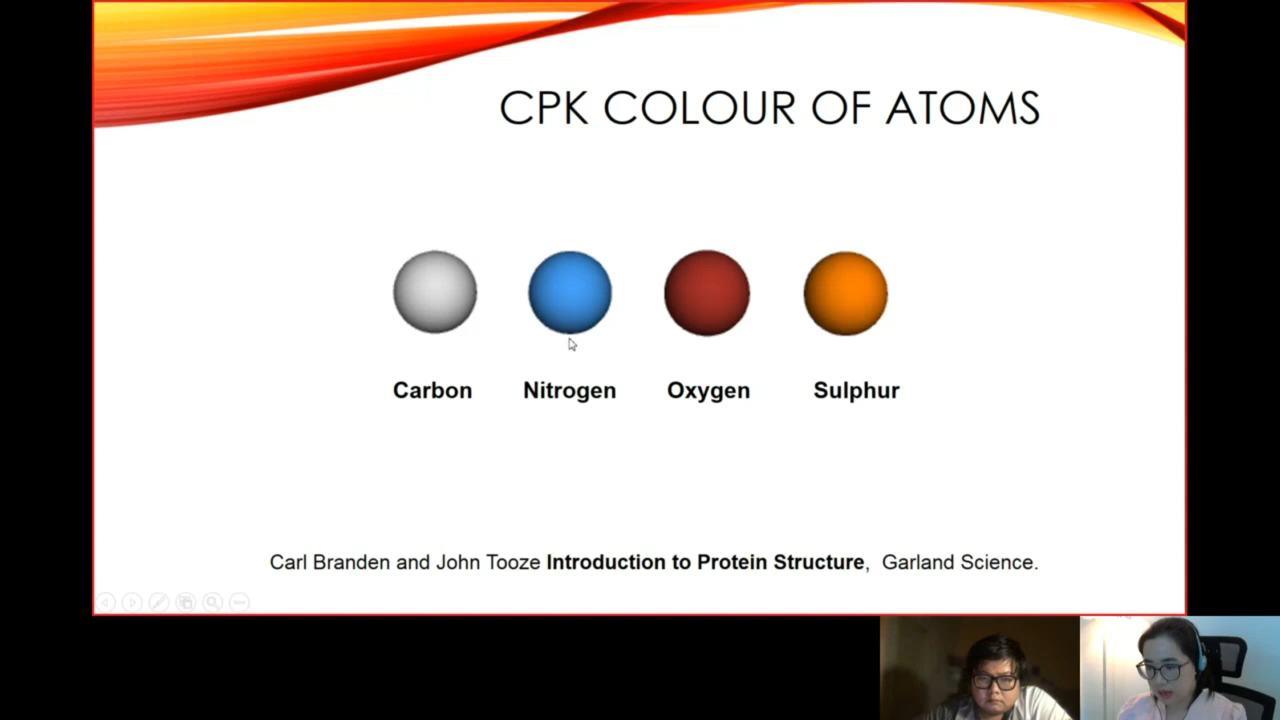 CPK COLOUR OF ATOMS
Carbon Nitrogen Oxygen Sulphur
Carl Branden and John Tooze Introduction to Protein Structure, Garland Science.